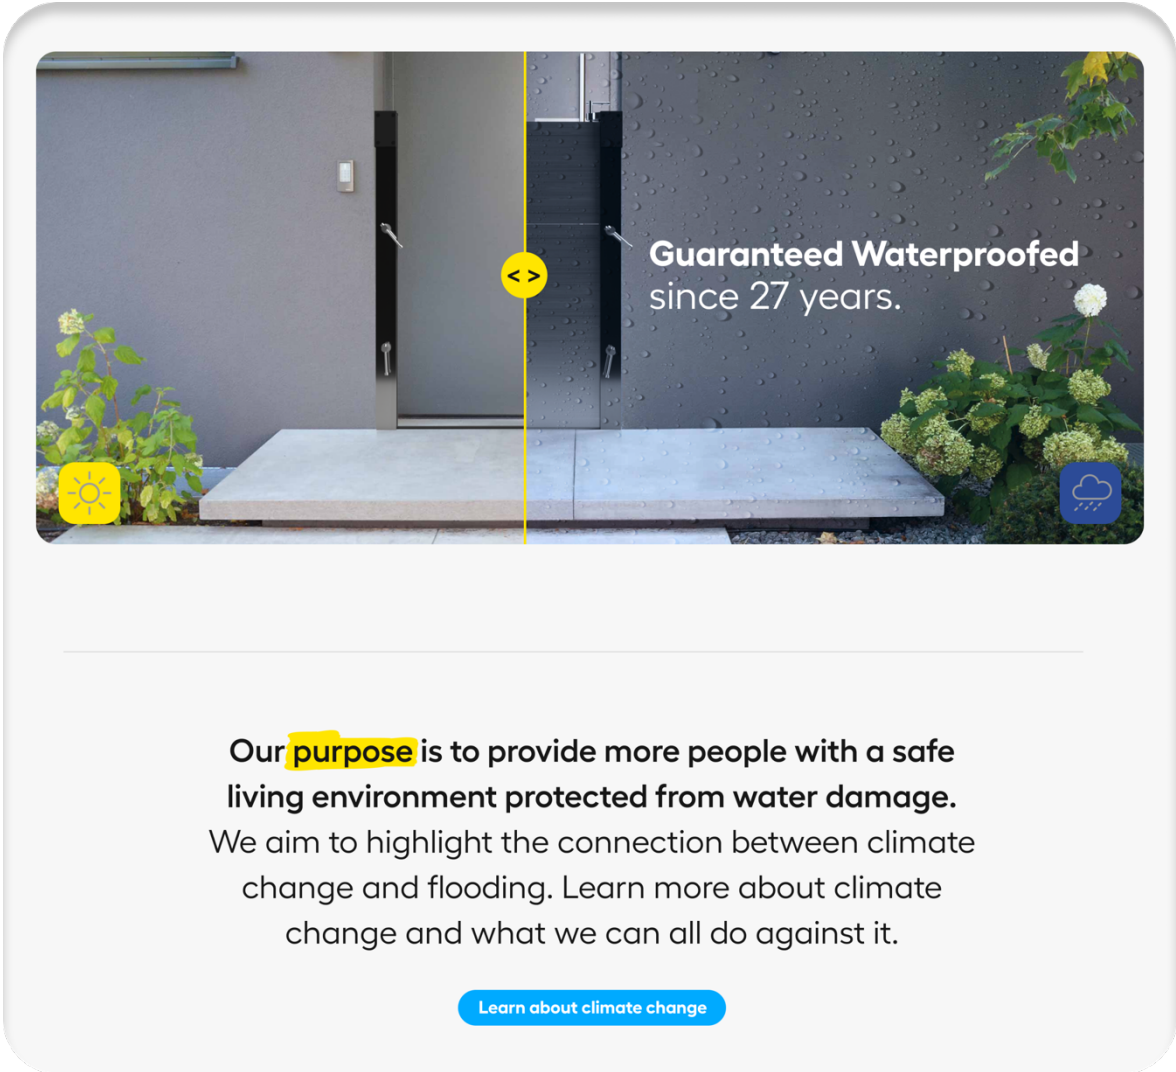 Guaranteed Waterproofed
since 27 years.
< >
Our purpose is to provide more people with a safe
living environment protected from water damage.
We aim to highlight the connection between climate
change and flooding. Learn more about climate
change and what we can all do against it.
Learn about climate change